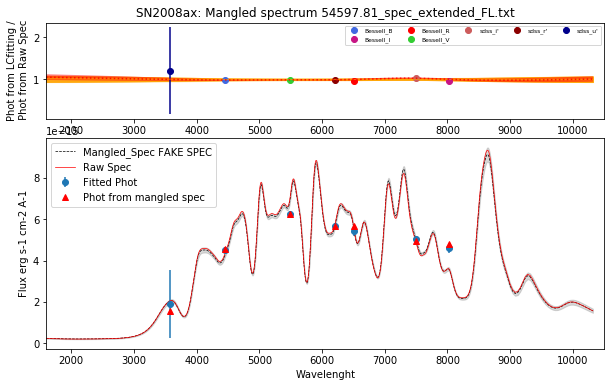 SN2008ax: Mangled spectrum 54597.81_spec_extended_FL.txt
Phot from LCfitting /
Phot from Raw Spec
2
1
Bessell_B
Bessell_I
Bessell_R
Bessell_V
sdss_i'
sdss_r'
sdss_u'
2000 3000 4000 5000 6000 7000 8000 9000 10000
1e−15
Flux erg s-1 cm-2 A-1
8
6
4
2
0
Mangled_Spec FAKE SPEC
Raw Spec
Fitted Phot
Phot from mangled spec
2000 3000 4000 5000 6000 7000 8000 9000 10000
Wavelenght